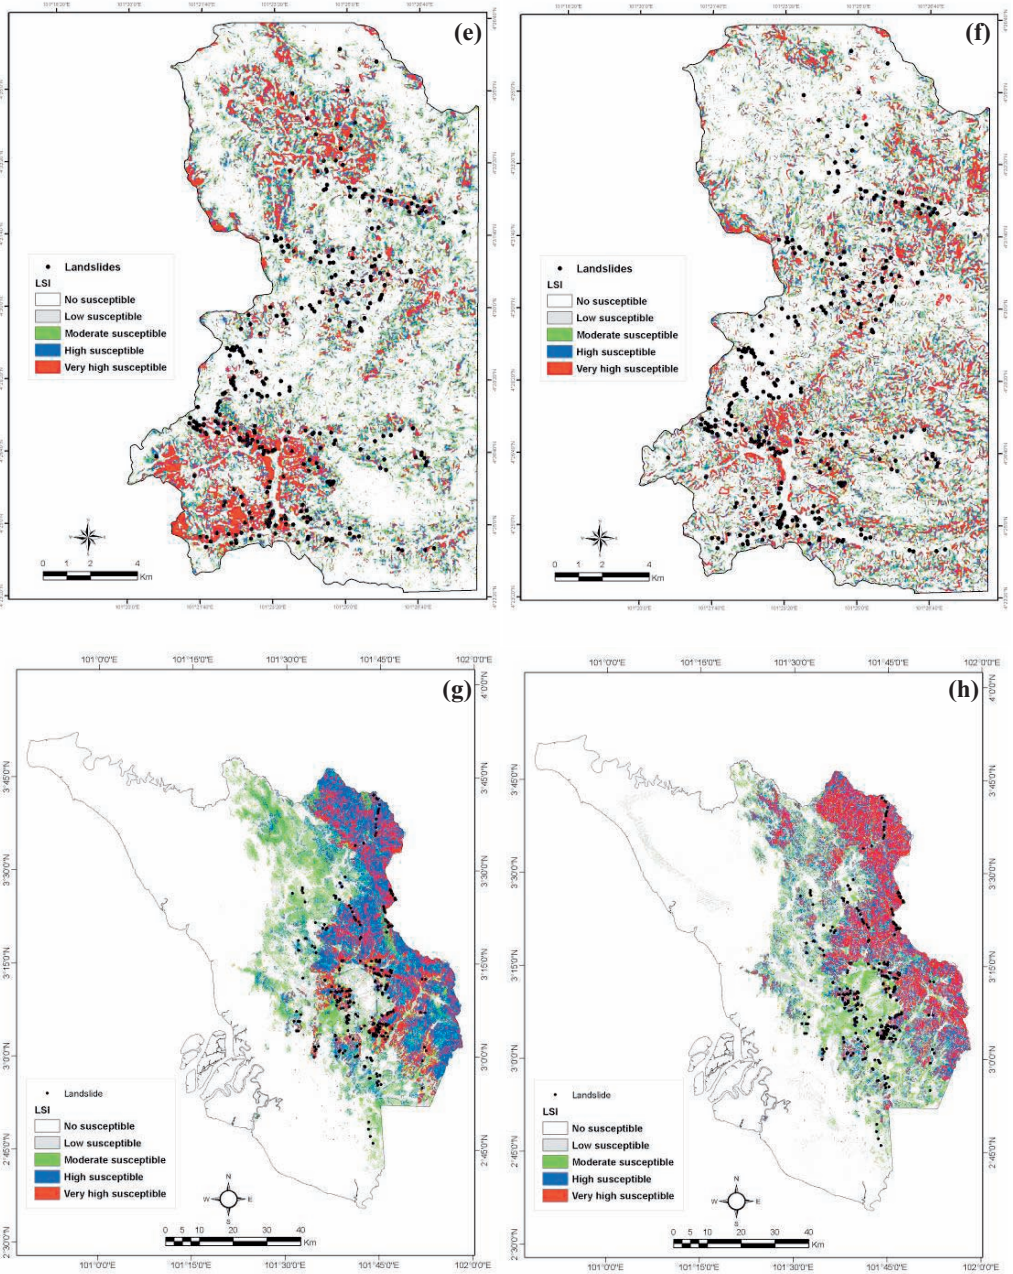 (e)
Landslides
LSI
No susceptible
Low susceptible
Moderate susceptible
High susceptible
Very high susceptible
0 1 2 4
Km
(f)
Landslides
LSI
No susceptible
Low susceptible
Moderate susceptible
High susceptible
Very high susceptible
0 1 2 4
Km
101°0'0"E 101°15'0"E 101°30'0"E 101°45'0"E 102°0'0"E
(g)
4°0'0"N
3°45'0"N
3°30'0"N
3°15'0"N
3°0'0"N
2°45'0"N
2°30'0"N
Landslide
LSI
No susceptible
Low susceptible
Moderate susceptible
High susceptible
Very high susceptible
N
W E
S
0 5 10 20 30 40
Km
101°0'0"E 101°15'0"E 101°30'0"E 101°45'0"E 102°0'0"E
101°0'0"E 101°15'0"E 101°30'0"E 101°45'0"E 102°0'0"E
(h)
4°0'0"N
3°45'0"N
3°30'0"N
3°15'0"N
3°0'0"N
2°45'0"N
2°30'0"N
Landslide
LSI
No susceptible
Low susceptible
Moderate susceptible
High susceptible
Very high susceptible
N
W E
S
0 5 10 20 30 40
Km
101°0'0"E 101°15'0"E 101°30'0"E 101°45'0"E 102°0'0"E